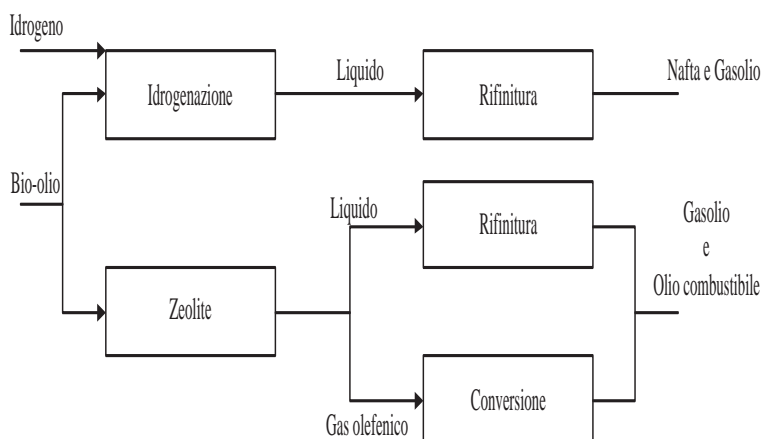 Idrogeno
Idrogenazione
Liquido
Rifinitura
Nafta e Gasolio
Bio-olio
Liquido
Rifinitura
Gasolio
e
Olio combustibile
Zeolite
Gas olefenico
Conversione